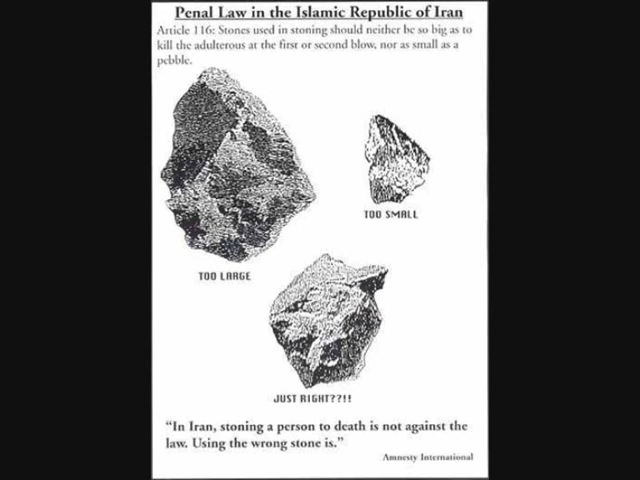 Penal Law in the Islamic Republic of Iran
Article 116: Stones used in stoning should neither be so big as to
kill the adulterous at the first or second blow, nor as small as a
pebble.
TOO SMALL
TOO LARGE
JUST RIGHT??!!
“In Iran, stoning a person to death is not against the
law. Using the wrong stone is.”
Amnesty International